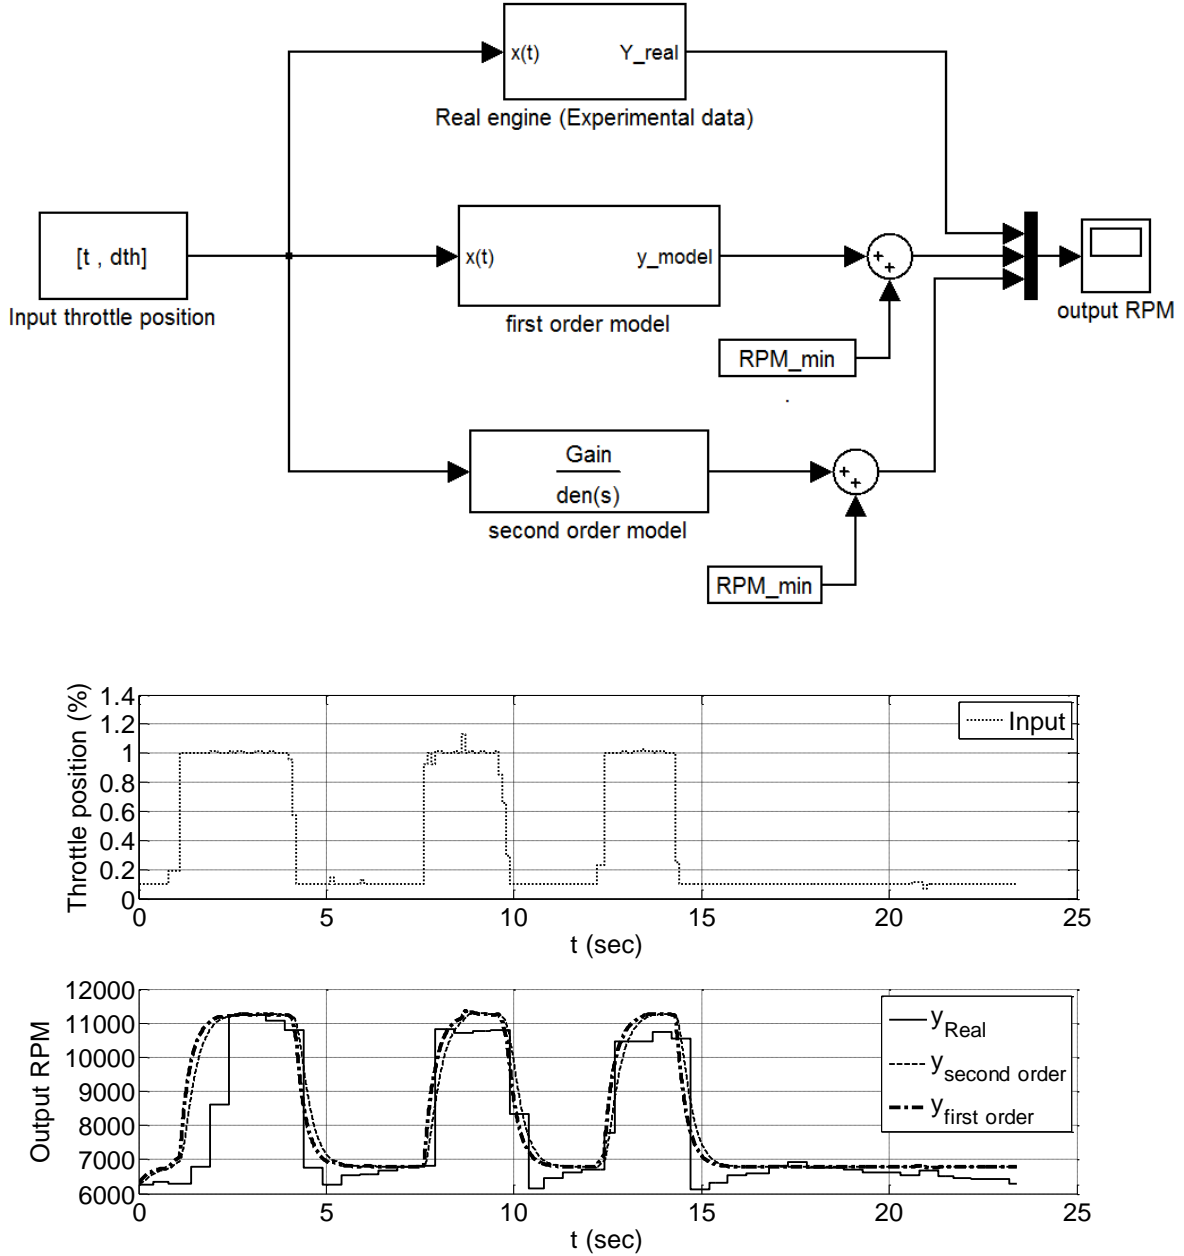 x(t) Y_real
Real engine (Experimental data)
[t , dth]
Input throttle position
x(t) y_model
first order model
+
+
RPM_min
output RPM
Gain
den(s)
second order model
+
+
RPM_min
Throttle position (%)
1.4
1.2
1
0.8
0.6
0.4
0.2
0
Input
0 5 10 15 20 25
t (sec)
Output RPM
12000
11000
10000
9000
8000
7000
6000
y Real
y second order
y first order
0 5 10 15 20 25
t (sec)